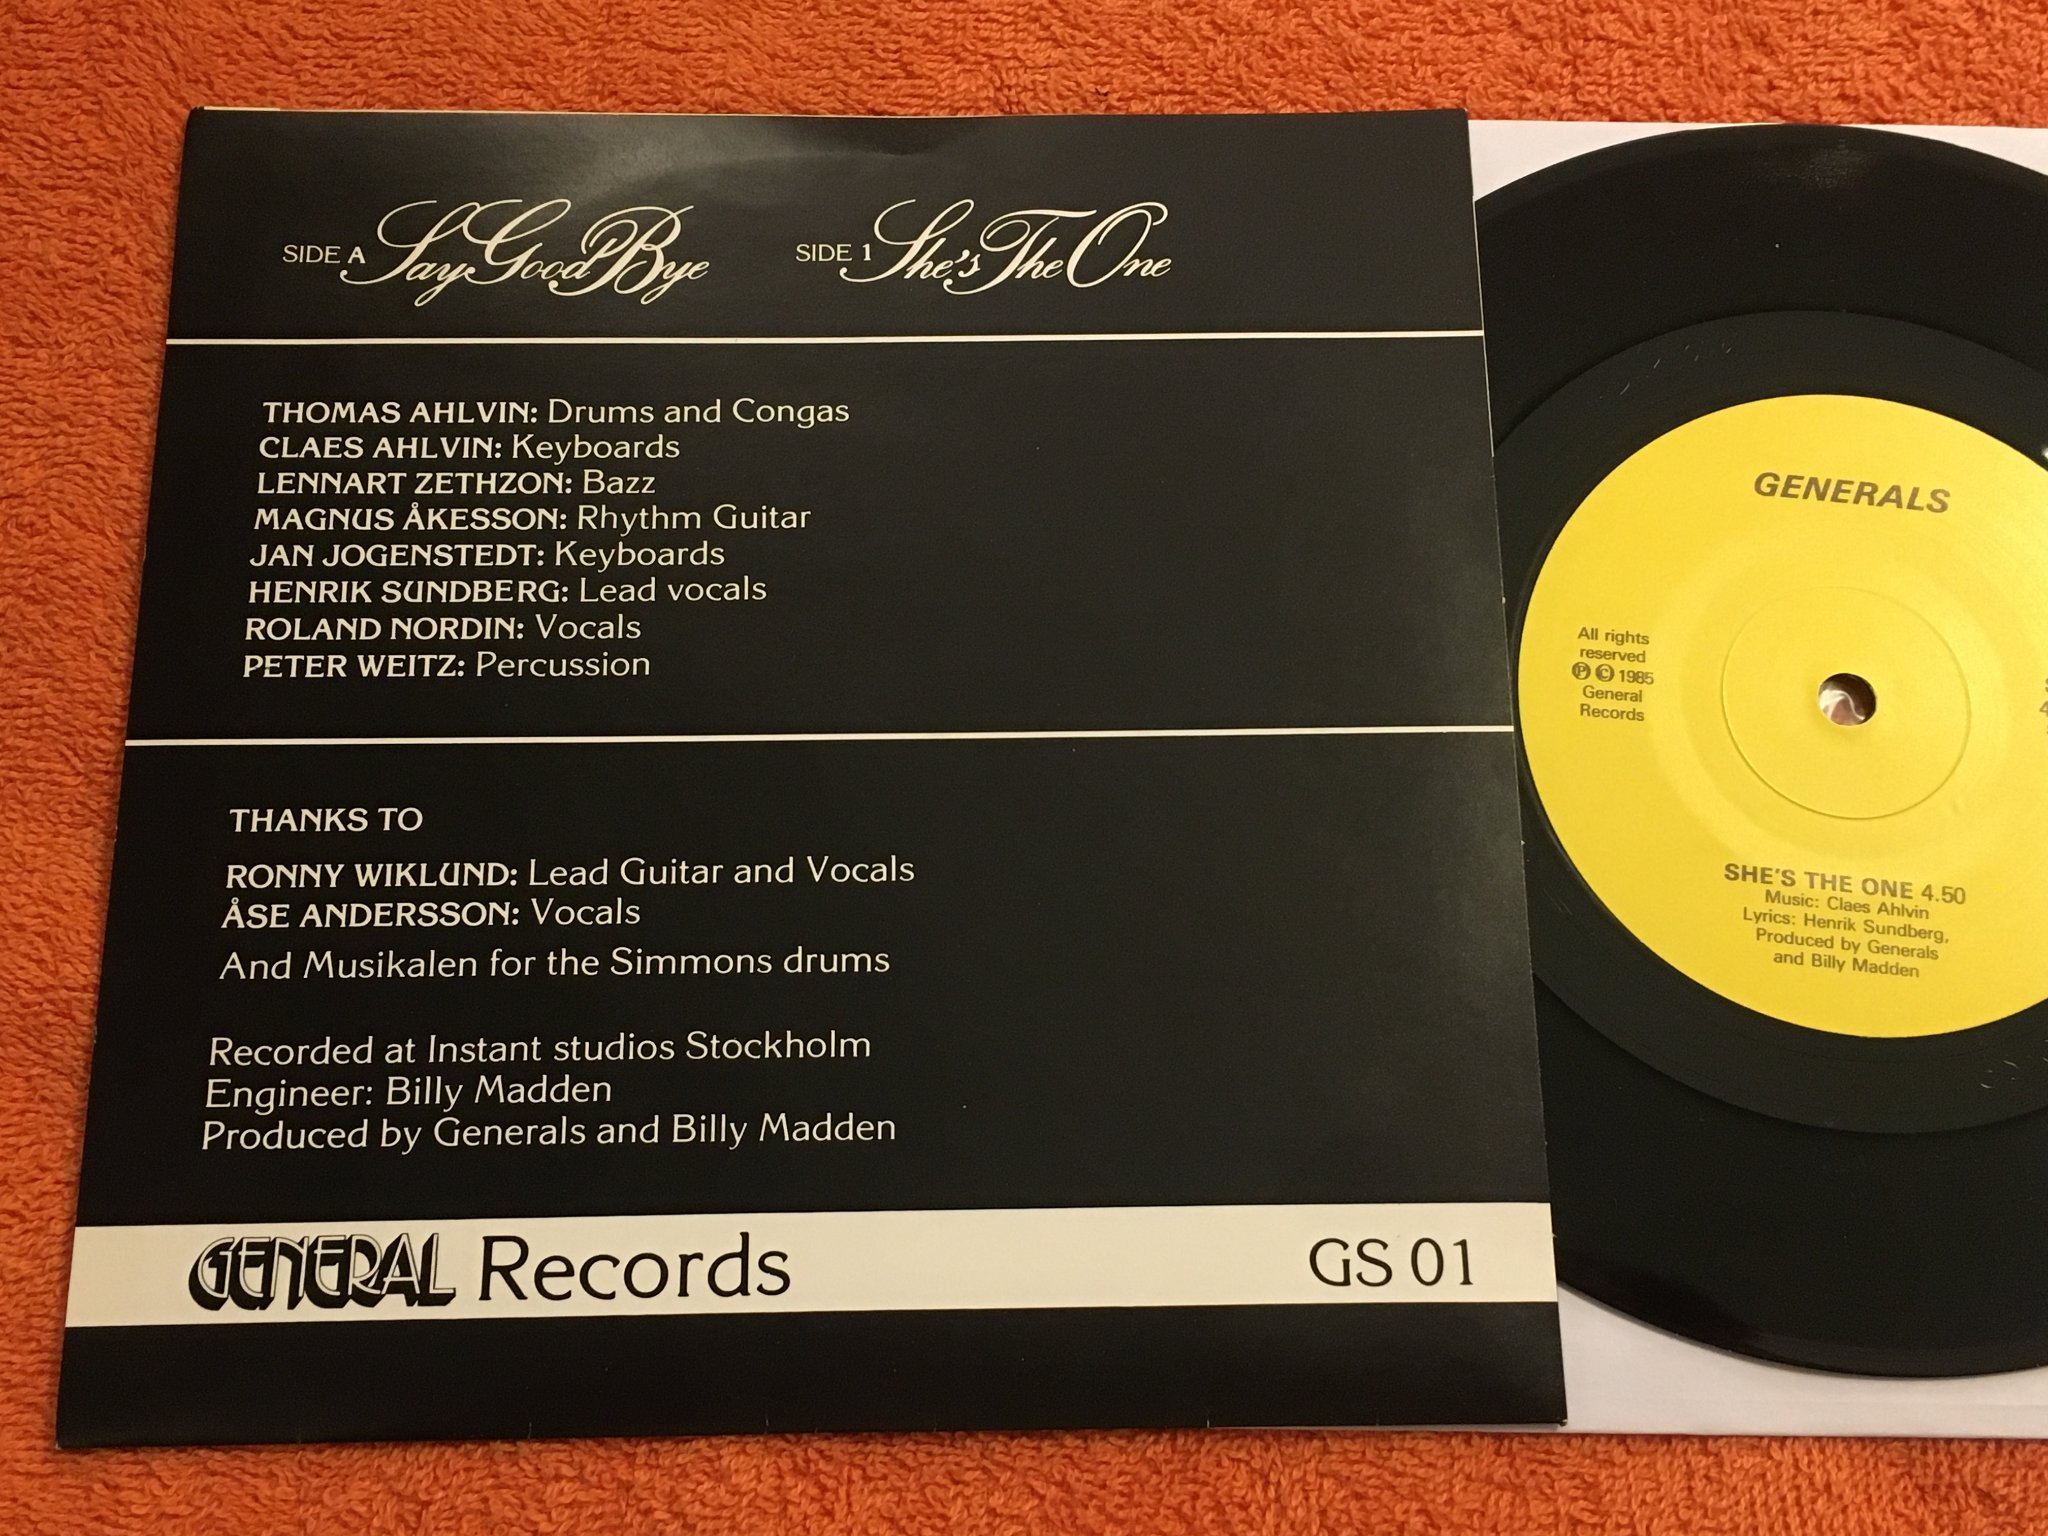 SIDE A Say Good Bye
SIDE 1 She's The One
THOMAS AHLVIN: Drums and Congas
CLAES AHLVIN: Keyboards
LENNART ZETHZON: Bazz
MAGNUS ÅKESSON: Rhythm Guitar
JAN JOGENSTEDT: Keyboards
HENRIK SUNDBERG: Lead vocals
ROLAND NORDIN: Vocals
PETER WEITZ: Percussion
THANKS TO
RONNY WIKLUND: Lead Guitar and Vocals
ÅSE ANDERSSON: Vocals
And Musikalen for the Simmons drums
Recorded at Instant studios Stockholm
Engineer: Billy Madden
Produced by Generals and Billy Madden
GENERAL Records
GS 01
GENERALS
All rights
reserved
Ⓟ © 1985
General
Records
SHE'S THE ONE 4.50
Music: Claes Ahlvin
Lyrics: Henrik Sundberg,
Produced by Generals
and Billy Madden